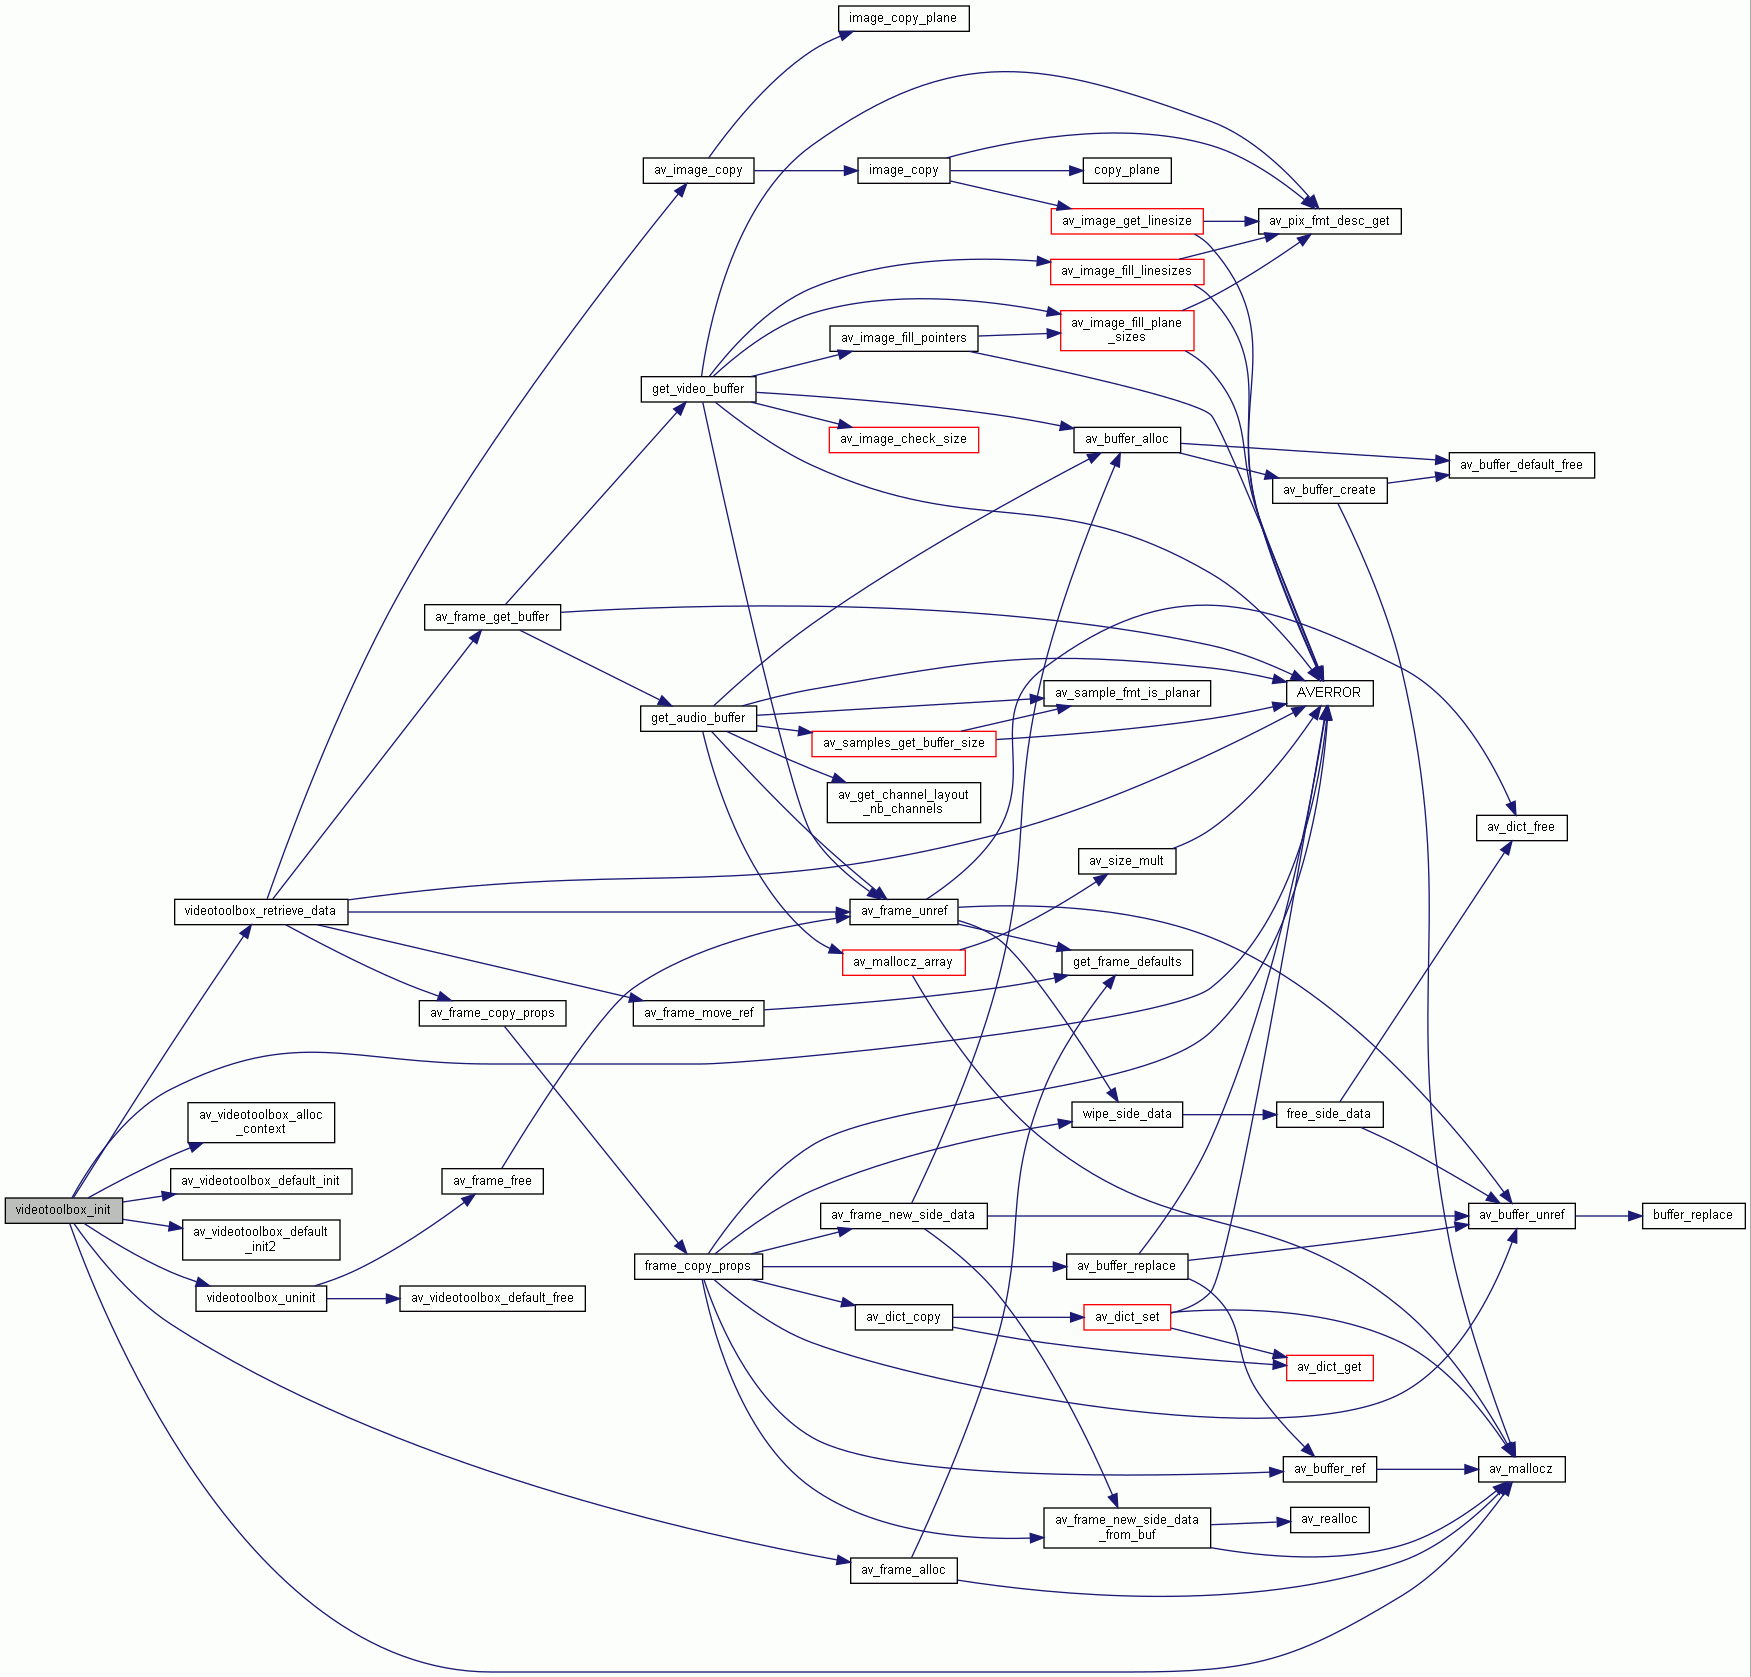 image_copy_plane
av_image_copy
image_copy
copy_plane
av_image_get_linesize
av_pix_fmt_desc_get
av_image_fill_linesizes
av_image_fill_plane
_sizes
av_image_fill_pointers
get_video_buffer
av_image_check_size
av_buffer_alloc
av_buffer_default_free
av_buffer_create
av_frame_get_buffer
av_sample_fmt_is_planar
AVERROR
get_audio_buffer
av_samples_get_buffer_size
av_get_channel_layout
_nb_channels
av_dict_free
av_size_mult
videotoolbox_retrieve_data
av_frame_unref
av_mallocz_array
get_frame_defaults
av_frame_copy_props
av_frame_move_ref
av_videotoolbox_alloc
_context
wipe_side_data
free_side_data
av_videotoolbox_default_init
av_frame_free
videotoolbox_init
av_frame_new_side_data
av_buffer_unref
buffer_replace
av_videotoolbox_default
_init2
frame_copy_props
av_buffer_replace
videotoolbox_uninit
av_videotoolbox_default_free
av_dict_copy
av_dict_set
av_dict_get
av_buffer_ref
av_mallocz
av_frame_new_side_data
_from_buf
av_realloc
av_frame_alloc